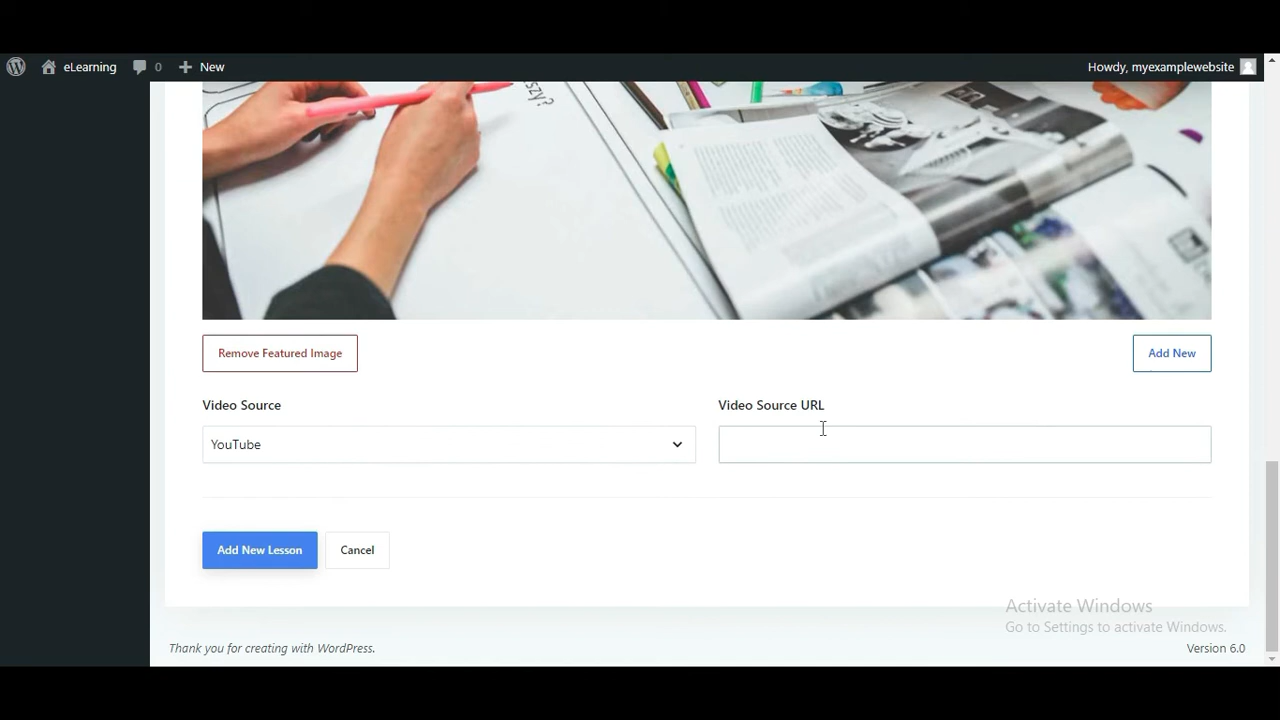 eLearning 0 New Howdy, myexamplewebsite
szy?
Remove Featured Image Add New
Video Source Video Source URL
YouTube
Add New Lesson Cancel
Activate Windows
Go to Settings to activate Windows.
Thank you for creating with WordPress. Version 6.0